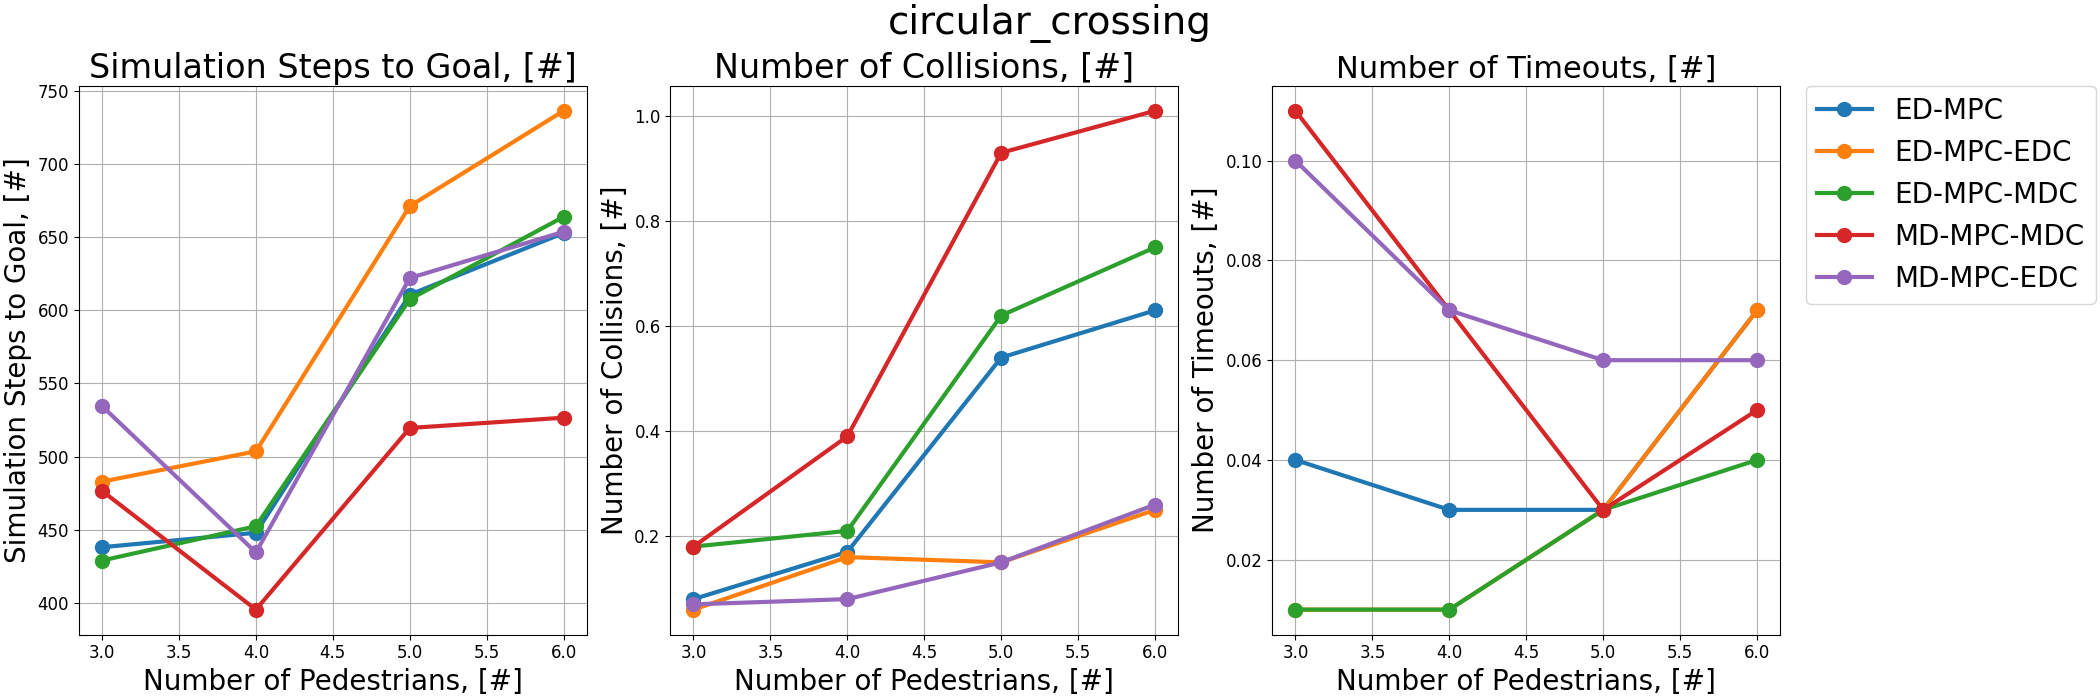 circular_crossing
Simulation Steps to Goal, [#]
Simulation Steps to Goal, [#]
750
700
650
600
550
500
450
400
3.0 3.5 4.0 4.5 5.0 5.5 6.0
Number of Pedestrians, [#]
Number of Collisions, [#]
Number of Collisions, [#]
1.0
0.8
0.6
0.4
0.2
3.0 3.5 4.0 4.5 5.0 5.5 6.0
Number of Pedestrians, [#]
Number of Timeouts, [#]
Number of Timeouts, [#]
0.10
0.08
0.06
0.04
0.02
3.0 3.5 4.0 4.5 5.0 5.5 6.0
Number of Pedestrians, [#]
ED-MPC
ED-MPC-EDC
ED-MPC-MDC
MD-MPC-MDC
MD-MPC-EDC